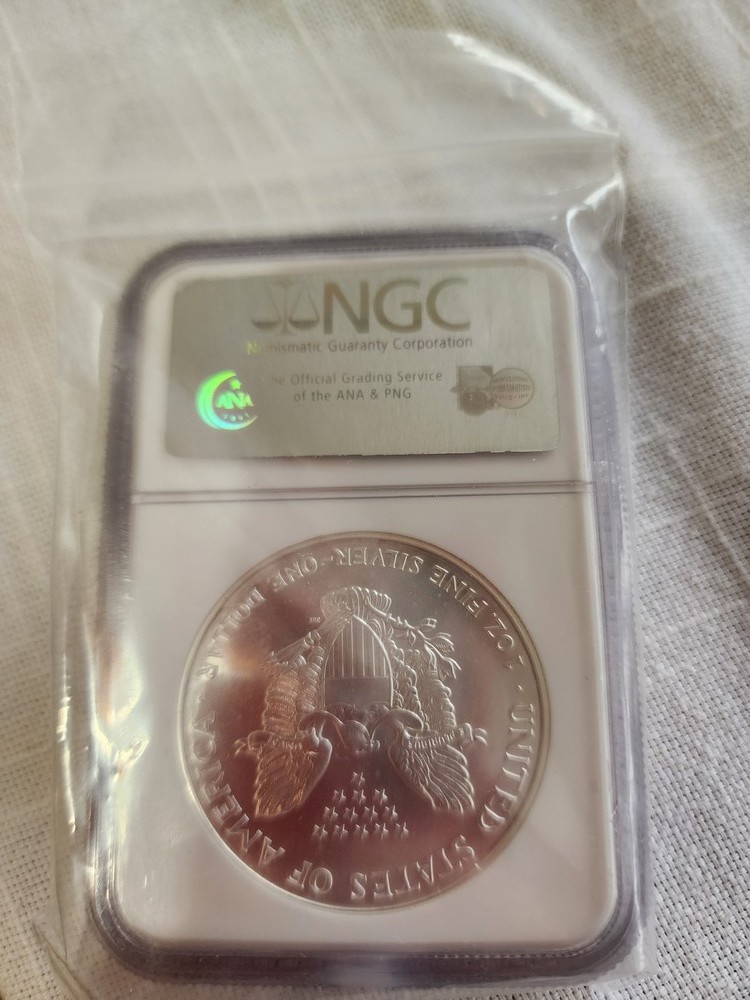 NGC
Numismatic Guaranty Corporation
The Official Grading Service
of the ANA & PNG
ANA
UNITED STATES OF AMERICA
1 OZ. FINE SILVER~ONE DOLLAR